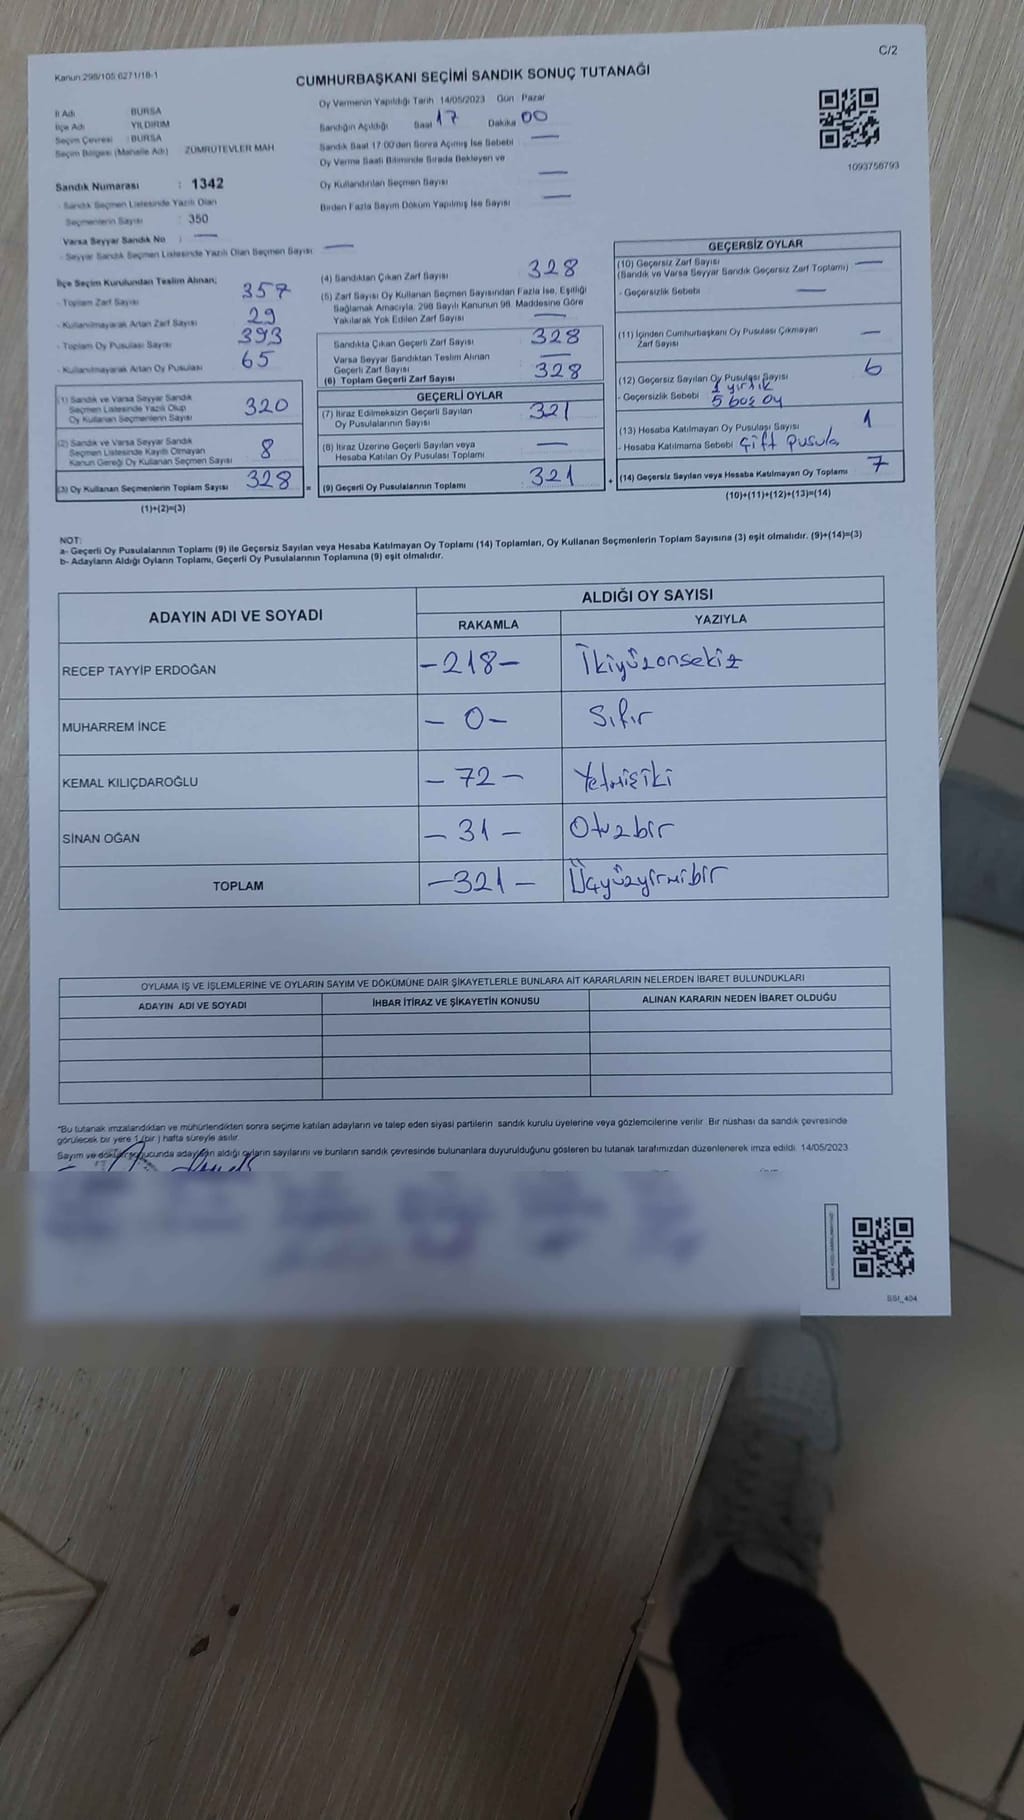 C/2
Kanun:298/105 6271/18-1
CUMHURBAŞKANI SEÇİMİ SANDIK SONUÇ TUTANAĞI
İl Adı BURSA
İlçe Adı YILDIRIM
Seçim Çevresi : BURSA
Seçim Bölgesi (Mahalle Adı) ZÜMRÜTEVLER MAH.
Sandık Numarası : 1342
- Sandık Seçmen Listesinde Yazılı Olan
Seçmenlerin Sayısı : 350
Varsa Seyyar Sandık No : —
- Seyyar Sandık Seçmen Listesinde Yazılı Olan Seçmen Sayısı —
Oy Vermenin Yapıldığı Tarih 14/05/2023 Gün Pazar
Sandığın Açıldığı Saat 17 Dakika 00
Sandık Saat 17:00'den Sonra Açılmış İse Sebebi —
Oy Verme Saati Bitiminde Sırada Bekleyen ve
Oy Kullandırılan Seçmen Sayısı —
Birden Fazla Sayım Döküm Yapılmış İse Sayısı —
1093756793
İlçe Seçim Kurulundan Teslim Alınan;
- Toplam Zarf Sayısı 357
- Kullanılmayarak Artan Zarf Sayısı 29
- Toplam Oy Pusulası Sayısı 393
- Kullanılmayarak Artan Oy Pusulası 65
(1) Sandık ve Varsa Seyyar Sandık
Seçmen Listesinde Yazılı Olup
Oy Kullanan Seçmenlerin Sayısı 320
(2) Sandık ve Varsa Seyyar Sandık
Seçmen Listesinde Kayıtlı Olmayan
Kanun Gereği Oy Kullanan Seçmen Sayısı 8
(3) Oy Kullanan Seçmenlerin Toplam Sayısı 328 =
(1)+(2)=(3)
(4) Sandıktan Çıkan Zarf Sayısı 328
(5) Zarf Sayısı Oy Kullanan Seçmen Sayısından Fazla İse, Eşitliği
Sağlamak Amacıyla, 298 Sayılı Kanunun 98. Maddesine Göre
Yakılarak Yok Edilen Zarf Sayısı —
Sandıkta Çıkan Geçerli Zarf Sayısı 328
Varsa Seyyar Sandıktan Teslim Alınan
Geçerli Zarf Sayısı —
(6) Toplam Geçerli Zarf Sayısı 328
GEÇERLİ OYLAR
(7) İtiraz Edilmeksizin Geçerli Sayılan
Oy Pusulalarının Sayısı 321
(8) İtiraz Üzerine Geçerli Sayılan veya
Hesaba Katılan Oy Pusulası Toplamı —
(9) Geçerli Oy Pusulalarının Toplamı 321 +
GEÇERSİZ OYLAR
(10) Geçersiz Zarf Sayısı —
(Sandık ve Varsa Seyyar Sandık Geçersiz Zarf Toplamı)
- Geçersizlik Sebebi —
(11) İçinden Cumhurbaşkanı Oy Pusulası Çıkmayan
Zarf Sayısı —
(12) Geçersiz Sayılan Oy Pusulası Sayısı 6
- Geçersizlik Sebebi 1 yırtık
5 boş oy
(13) Hesaba Katılmayan Oy Pusulası Sayısı 1
- Hesaba Katılmama Sebebi Çift Pusula
(14) Geçersiz Sayılan veya Hesaba Katılmayan Oy Toplamı 7
(10)+(11)+(12)+(13)=(14)
NOT:
a- Geçerli Oy Pusulalarının Toplamı (9) ile Geçersiz Sayılan veya Hesaba Katılmayan Oy Toplamı (14) Toplamları, Oy Kullanan Seçmenlerin Toplam Sayısına (3) eşit olmalıdır. (9)+(14)=(3)
b- Adayların Aldığı Oyların Toplamı, Geçerli Oy Pusulalarının Toplamına (9) eşit olmalıdır.
ADAYIN ADI VE SOYADI ALDIĞI OY SAYISI
RAKAMLA YAZIYLA
RECEP TAYYİP ERDOĞAN -218- İkiyüzonsekiz
MUHARREM İNCE - 0 - Sıfır
KEMAL KILIÇDAROĞLU - 72 - Yetmişiki
SİNAN OĞAN - 31 - Otuzbir
TOPLAM -321- Üçyüzyirmibir
OYLAMA İŞ VE İŞLEMLERİNE VE OYLARIN SAYIM VE DÖKÜMÜNE DAİR ŞİKAYETLERLE BUNLARA AİT KARARLARIN NELERDEN İBARET BULUNDUKLARI
ADAYIN ADI VE SOYADI İHBAR İTİRAZ VE ŞİKAYETİN KONUSU ALINAN KARARIN NEDEN İBARET OLDUĞU
*Bu tutanak imzalandıktan ve mühürlendikten sonra seçime katılan adayların ve talep eden siyasi partilerin sandık kurulu üyelerine veya gözlemcilerine verilir. Bir nüshası da sandık çevresinde
görülecek bir yere 1 (bir ) hafta süreyle asılır.
Sayım ve döküm sonucunda adayların aldığı oyların sayılarını ve bunların sandık çevresinde bulunanlara duyurulduğunu gösteren bu tutanak tarafımızdan düzenlenerek imza edildi. 14/05/2023
SSI_404